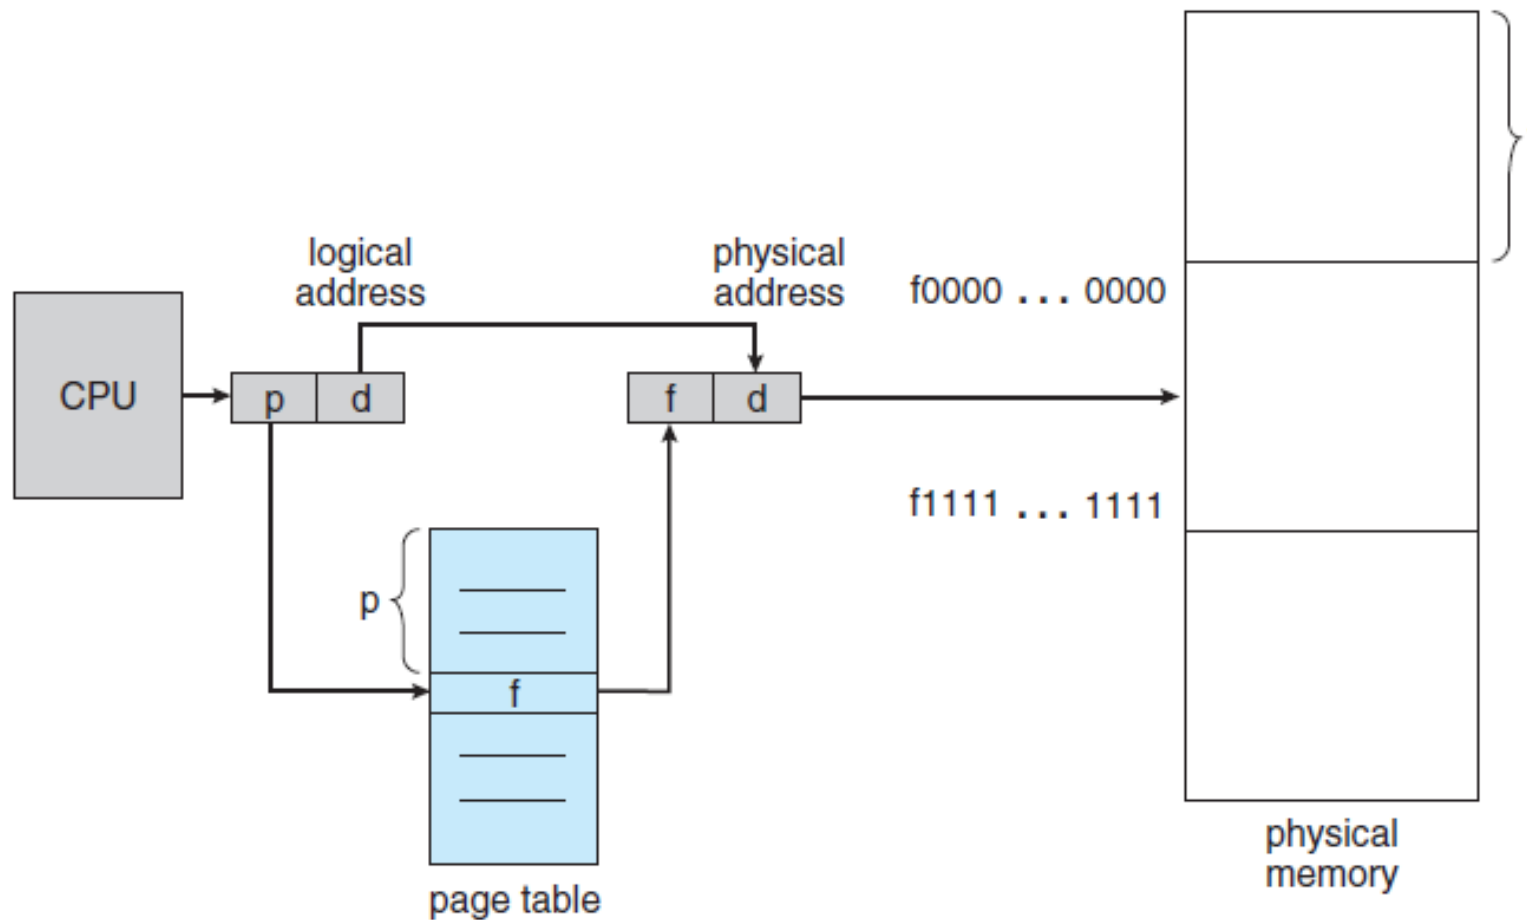 logical
address
physical
address
f0000 ... 0000
CPU
p
d
f
d
f1111 ... 1111
p
f
physical
memory
page table